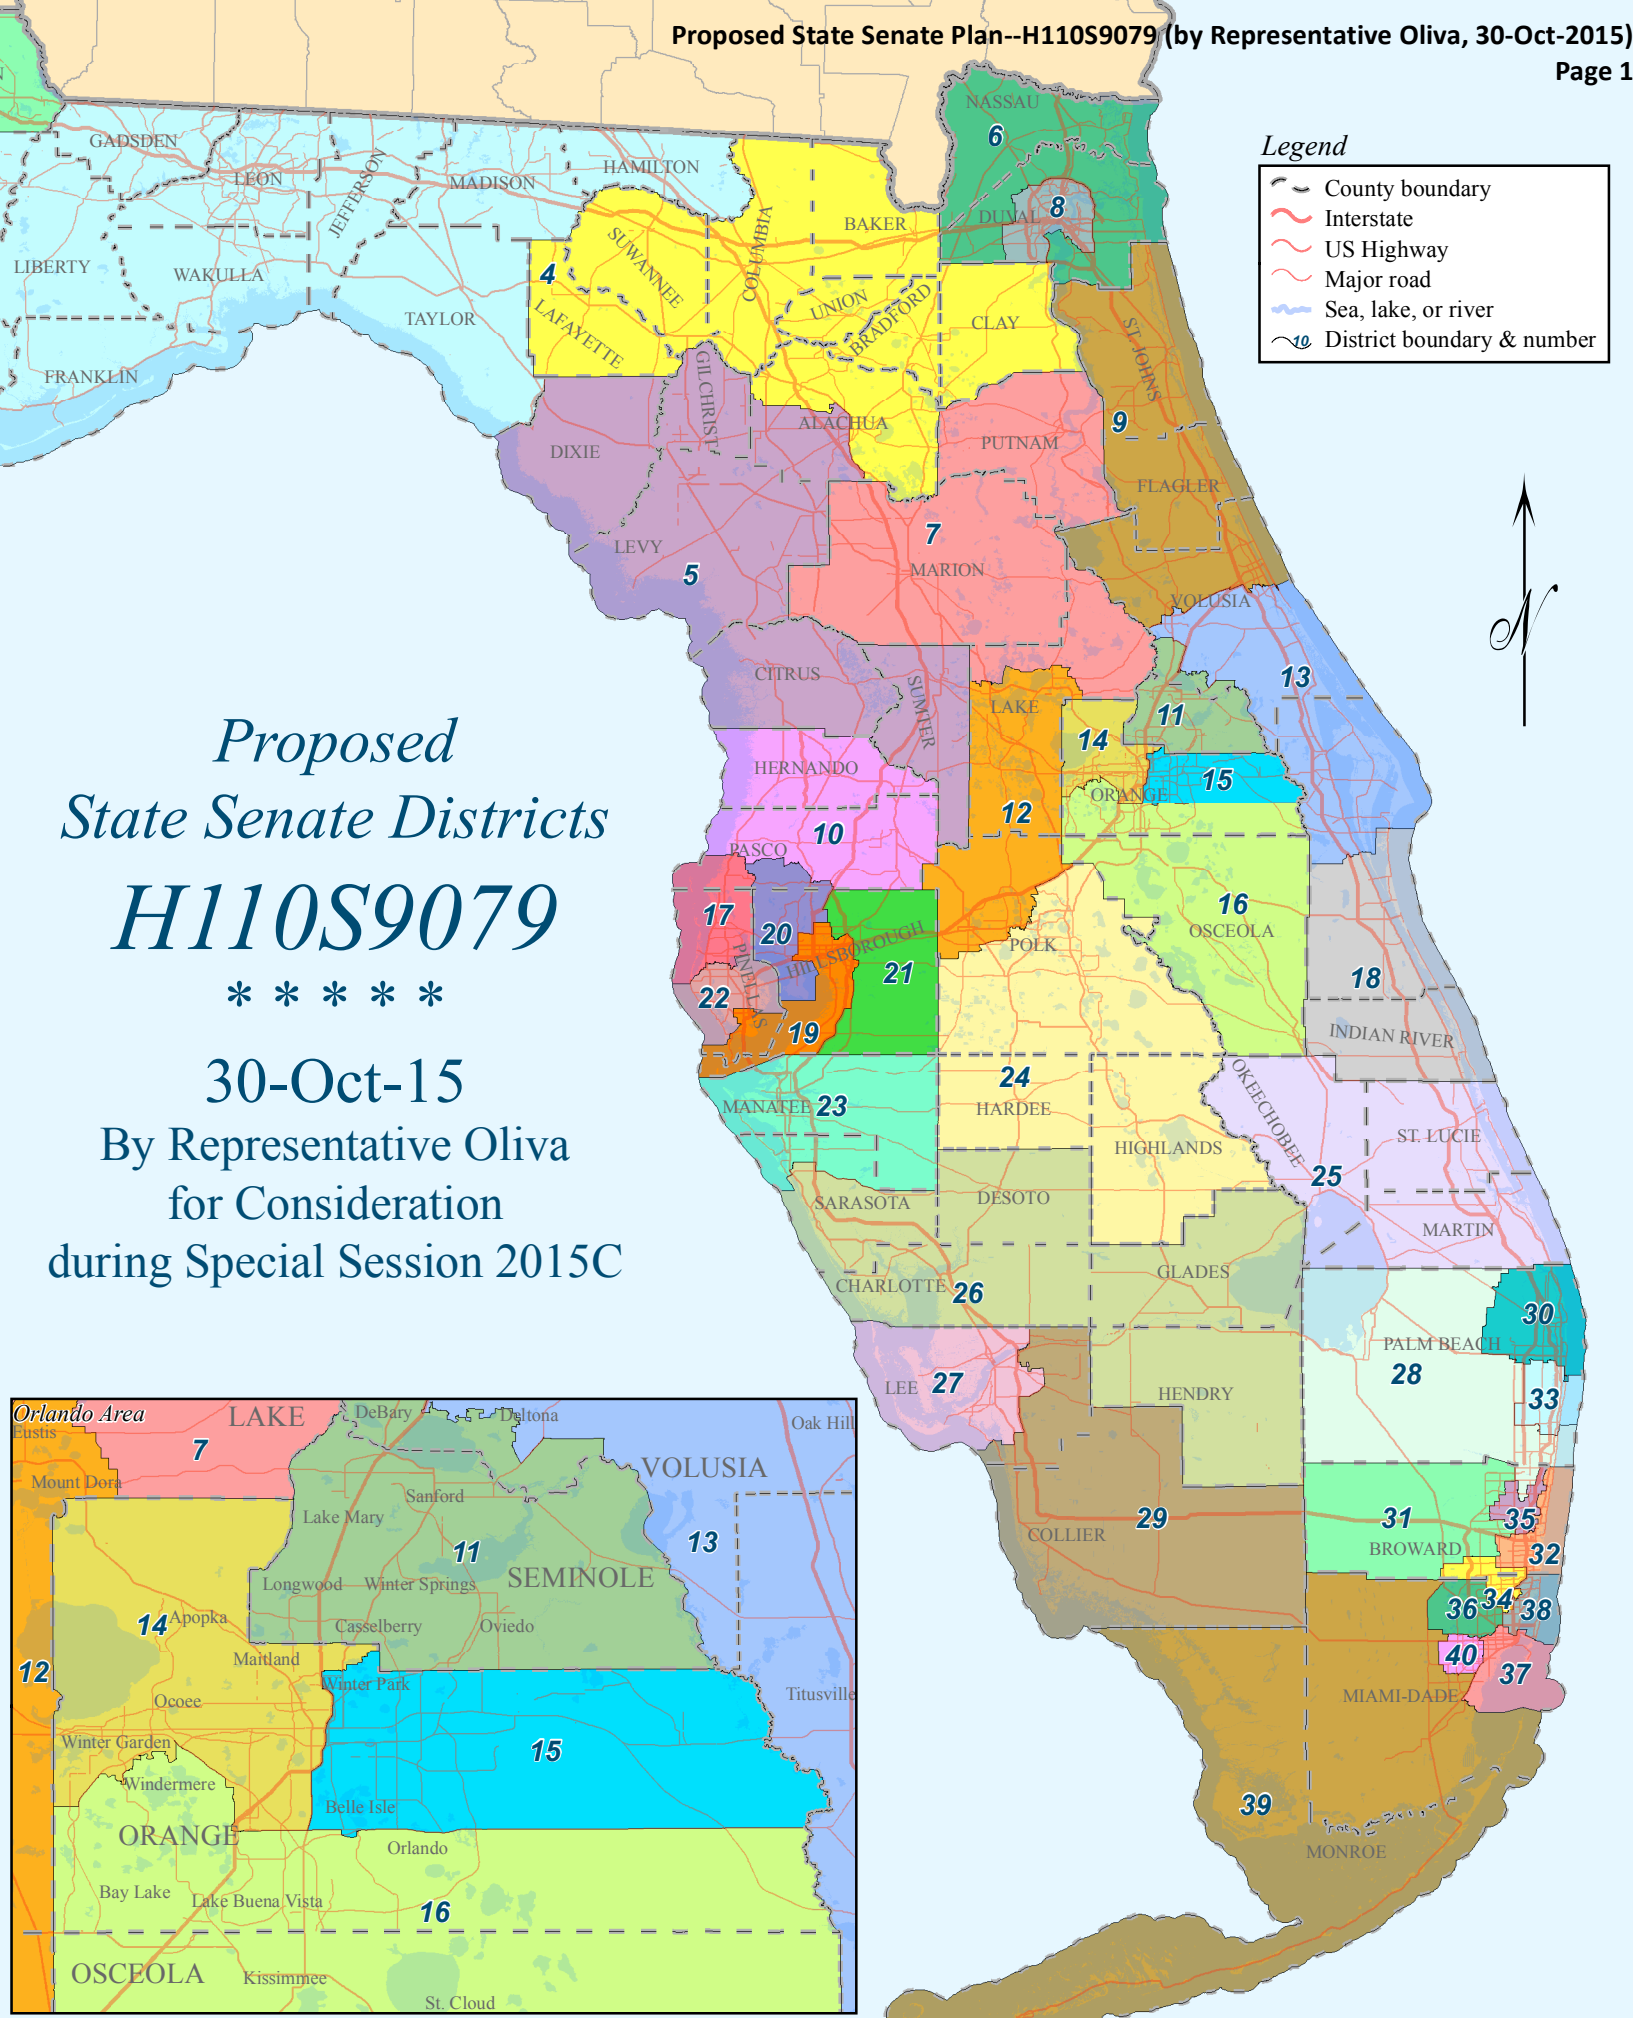 Proposed State Senate Plan--H110S9079 (by Representative Oliva, 30-Oct-2015)
Page 1
Legend
County boundary
Interstate
US Highway
Major road
Sea, lake, or river
10 District boundary & number
Proposed
State Senate Districts
H110S9079
* * * * *
30-Oct-15
By Representative Oliva
for Consideration
during Special Session 2015C
NASSAU
6
DUVAL
8
GADSDEN
LEON
JEFFERSON
MADISON
HAMILTON
LIBERTY
WAKULLA
TAYLOR
FRANKLIN
4
SUWANNEE
LAFAYETTE
COLUMBIA
BAKER
UNION
BRADFORD
CLAY
ST. JOHNS
9
GILCHRIST
ALACHUA
DIXIE
PUTNAM
FLAGLER
LEVY
5
7
MARION
VOLUSIA
CITRUS
SUMTER
LAKE
13
11
14
15
HERNANDO
ORANGE
12
10
PASCO
17
20
PINELLAS
HILLSBOROUGH
21
POLK
16
OSCEOLA
22
19
18
INDIAN RIVER
MANATEE
23
24
HARDEE
HIGHLANDS
OKEECHOBEE
ST. LUCIE
25
SARASOTA
DESOTO
MARTIN
CHARLOTTE
26
GLADES
30
LEE
27
HENDRY
PALM BEACH
28
33
COLLIER
29
31
BROWARD
35
32
36
34
38
40
37
MIAMI-DADE
39
MONROE
Orlando Area
Eustis
LAKE
7
Mount Dora
DeBary
Deltona
Oak Hill
VOLUSIA
Sanford
Lake Mary
11
13
Longwood
Winter Springs
SEMINOLE
14
Apopka
Casselberry
Oviedo
12
Maitland
Winter Park
Ocoee
Titusville
Winter Garden
15
Windermere
Belle Isle
ORANGE
Orlando
Bay Lake
Lake Buena Vista
16
OSCEOLA
Kissimmee
St. Cloud